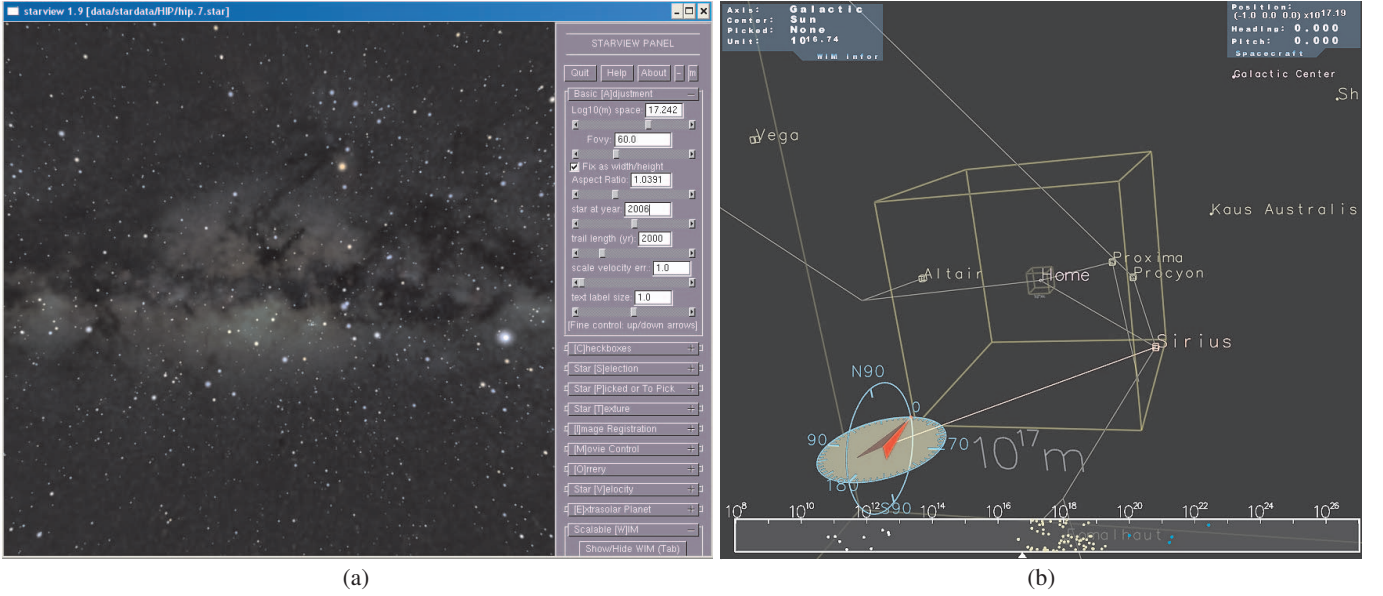 starview 1.9 [data/stardata/HIP/hip.7.star]
STARVIEW PANEL
Quit Help About – m
Basic [A]djustment
Log10(m) space: 17.242
Fovy: 60.0
Fix as width/height
Aspect Ratio: 1.0391
star at year 2006
trail length (yr) 2000
scale velocity err. 1.0
text label size: 1.0
[Fine control: up/down arrows]
[C]heckboxes
Star [S]election
Star [P]icked or To Pick
Star [T]exture
[I]mage Registration
[M]ovie Control
[O]rrery
Star [V]elocity
[E]xtrasolar Planet
Scalable [W]IM
Show/Hide WIM (Tab)
(a)
Axis: Galactic
Center: Sun
Picked: None
Unit: 10^16.74
WIM infor
Position:
(-1.0 0.0 0.0) x10^17.19
Heading: 0.000
Pitch: 0.000
Spacecraft
Galactic Center
Sh
Vega
Kaus Australis
Proxima
Altair
Home
Procyon
Sirius
N90
0
90
70
180
S90
10^17 m
10^8 10^10 10^12 10^14 10^16 10^18 10^20 10^22 10^24 10^26
Fomalhaut
(b)